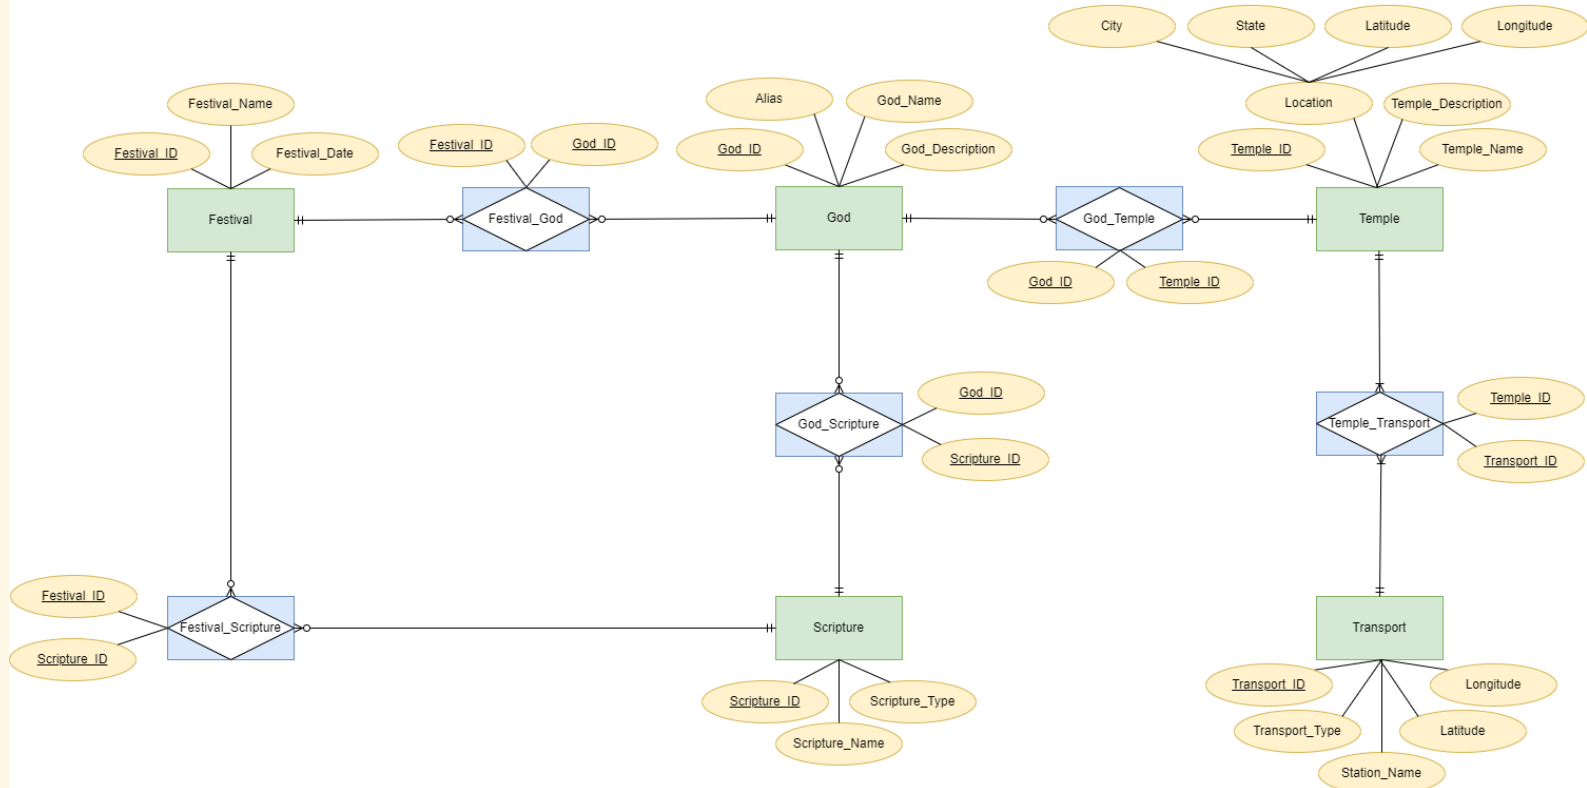 City
State
Latitude
Longitude
Festival_Name
Alias
God_Name
Location
Temple_Description
Festival_ID
Festival_Date
Festival_ID
God_ID
God_ID
God_Description
Temple_ID
Temple_Name
Festival
Festival_God
God
God_Temple
Temple
God_ID
Temple_ID
God_ID
God_Scripture
Scripture_ID
Temple_ID
Temple_Transport
Transport_ID
Festival_ID
Festival_Scripture
Scripture_ID
Scripture
Transport
Scripture_ID
Scripture_Type
Scripture_Name
Transport_ID
Longitude
Transport_Type
Latitude
Station_Name